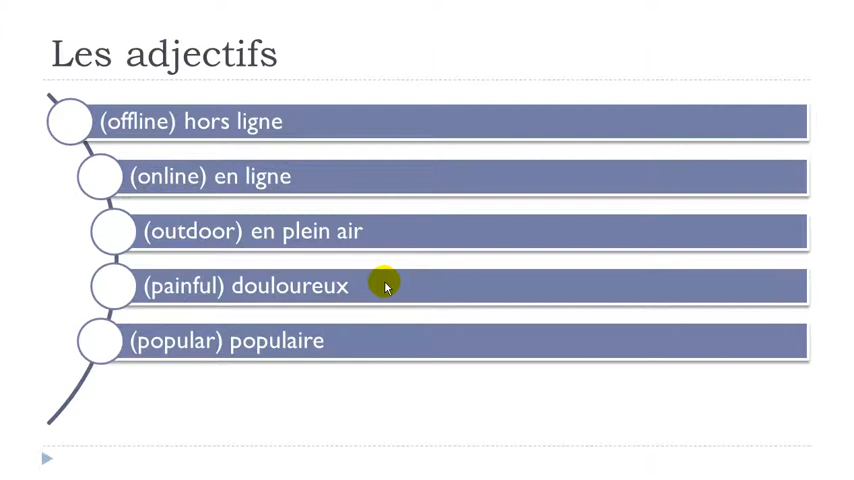 Les adjectifs
(offline) hors ligne
(online) en ligne
(outdoor) en plein air
(painful) douloureux
(popular) populaire